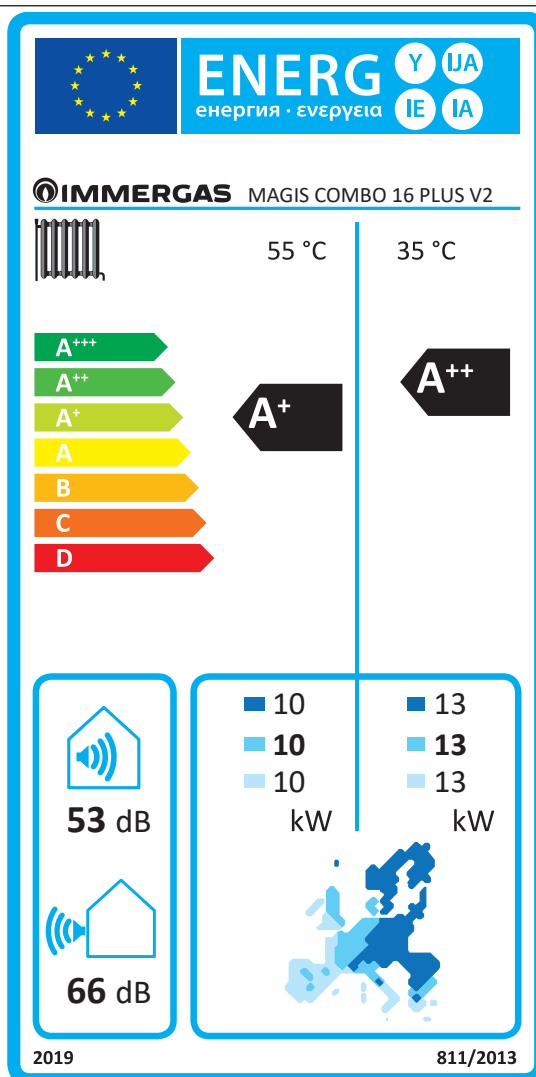 ENERG Y IJA
енергия · ενεργεια IE IA
IMMERGAS MAGIS COMBO 16 PLUS V2
55 °C 35 °C
A+++
A++
A+
A
B
C
D
A+
A++
53 dB
66 dB
10 13
10 13
10 13
kW kW
2019 811/2013